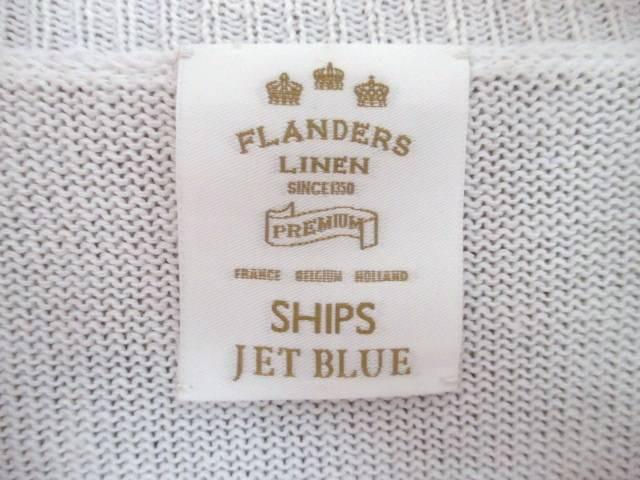 FLANDERS
LINEN
SINCE1350
PREMIUM
FRANCE BELGIUM HOLLAND
SHIPS
JET BLUE